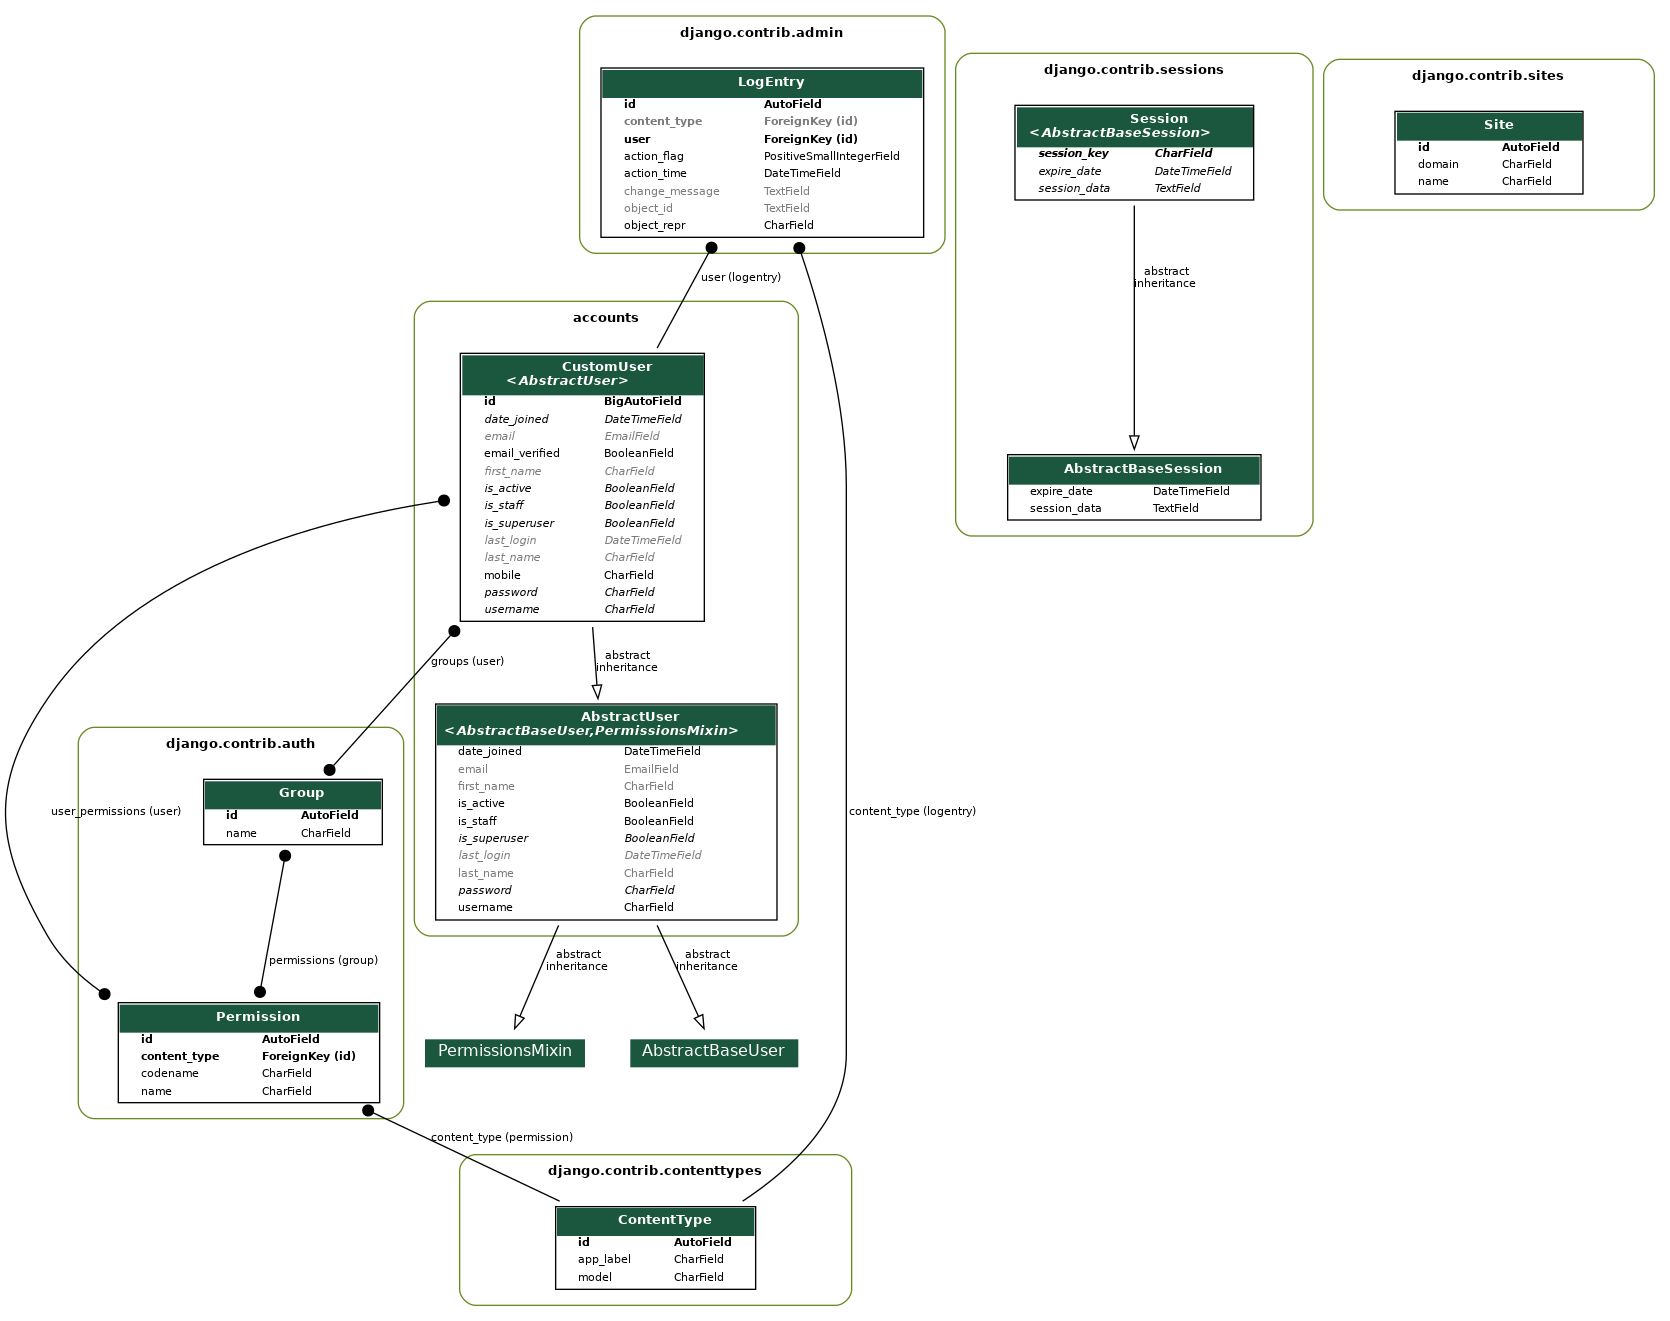 django.contrib.admin
LogEntry
id AutoField
content_type ForeignKey (id)
user ForeignKey (id)
action_flag PositiveSmallIntegerField
action_time DateTimeField
change_message TextField
object_id TextField
object_repr CharField
django.contrib.sessions
Session
<AbstractBaseSession>
session_key CharField
expire_date DateTimeField
session_data TextField
abstract
inheritance
AbstractBaseSession
expire_date DateTimeField
session_data TextField
django.contrib.sites
Site
id AutoField
domain CharField
name CharField
user (logentry)
accounts
CustomUser
<AbstractUser>
id BigAutoField
date_joined DateTimeField
email EmailField
email_verified BooleanField
first_name CharField
is_active BooleanField
is_staff BooleanField
is_superuser BooleanField
last_login DateTimeField
last_name CharField
mobile CharField
password CharField
username CharField
groups (user)
abstract
inheritance
AbstractUser
<AbstractBaseUser,PermissionsMixin>
date_joined DateTimeField
email EmailField
first_name CharField
is_active BooleanField
is_staff BooleanField
is_superuser BooleanField
last_login DateTimeField
last_name CharField
password CharField
username CharField
django.contrib.auth
Group
id AutoField
name CharField
user_permissions (user)
content_type (logentry)
permissions (group)
abstract
inheritance
abstract
inheritance
Permission
id AutoField
content_type ForeignKey (id)
codename CharField
name CharField
PermissionsMixin
AbstractBaseUser
content_type (permission)
django.contrib.contenttypes
ContentType
id AutoField
app_label CharField
model CharField